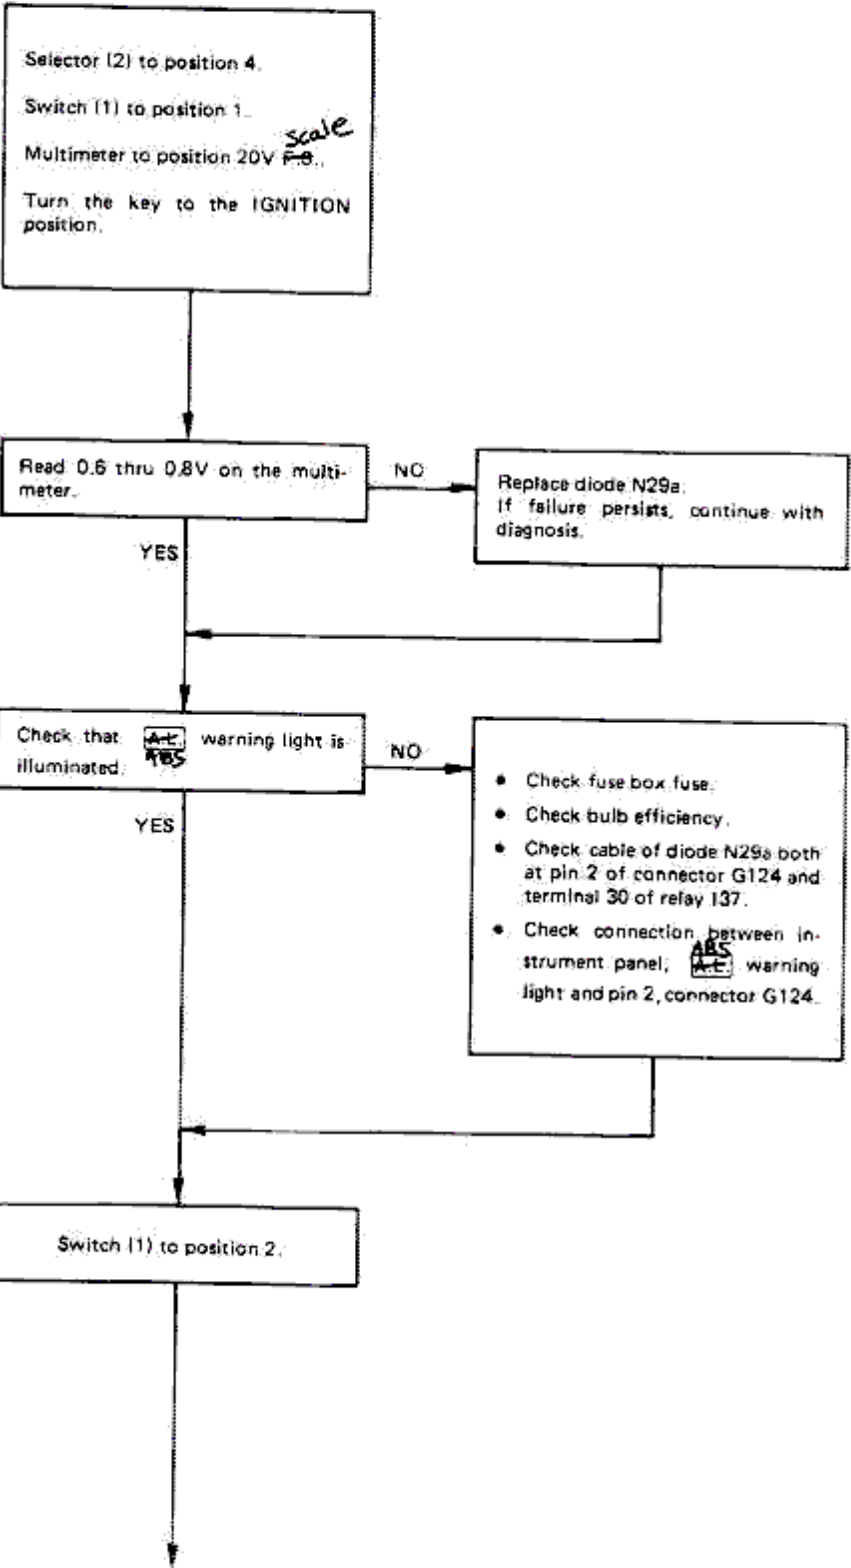 Selector (2) to position 4.
Switch (1) to position 1.
scale
Multimeter to position 20V F.S..
Turn the key to the IGNITION
position.
Read 0.6 thru 0.8V on the multi-
meter.
NO
Replace diode N29a.
If failure persists, continue with
diagnosis.
YES
Check that A.E. warning light is
ABS
illuminated.
NO
• Check fuse box fuse.
• Check bulb efficiency.
• Check cable of diode N29a both
at pin 2 of connector G124 and
terminal 30 of relay I37.
• Check connection between in-
ABS
strument panel, A.E. warning
light and pin 2, connector G124.
YES
Switch (1) to position 2.